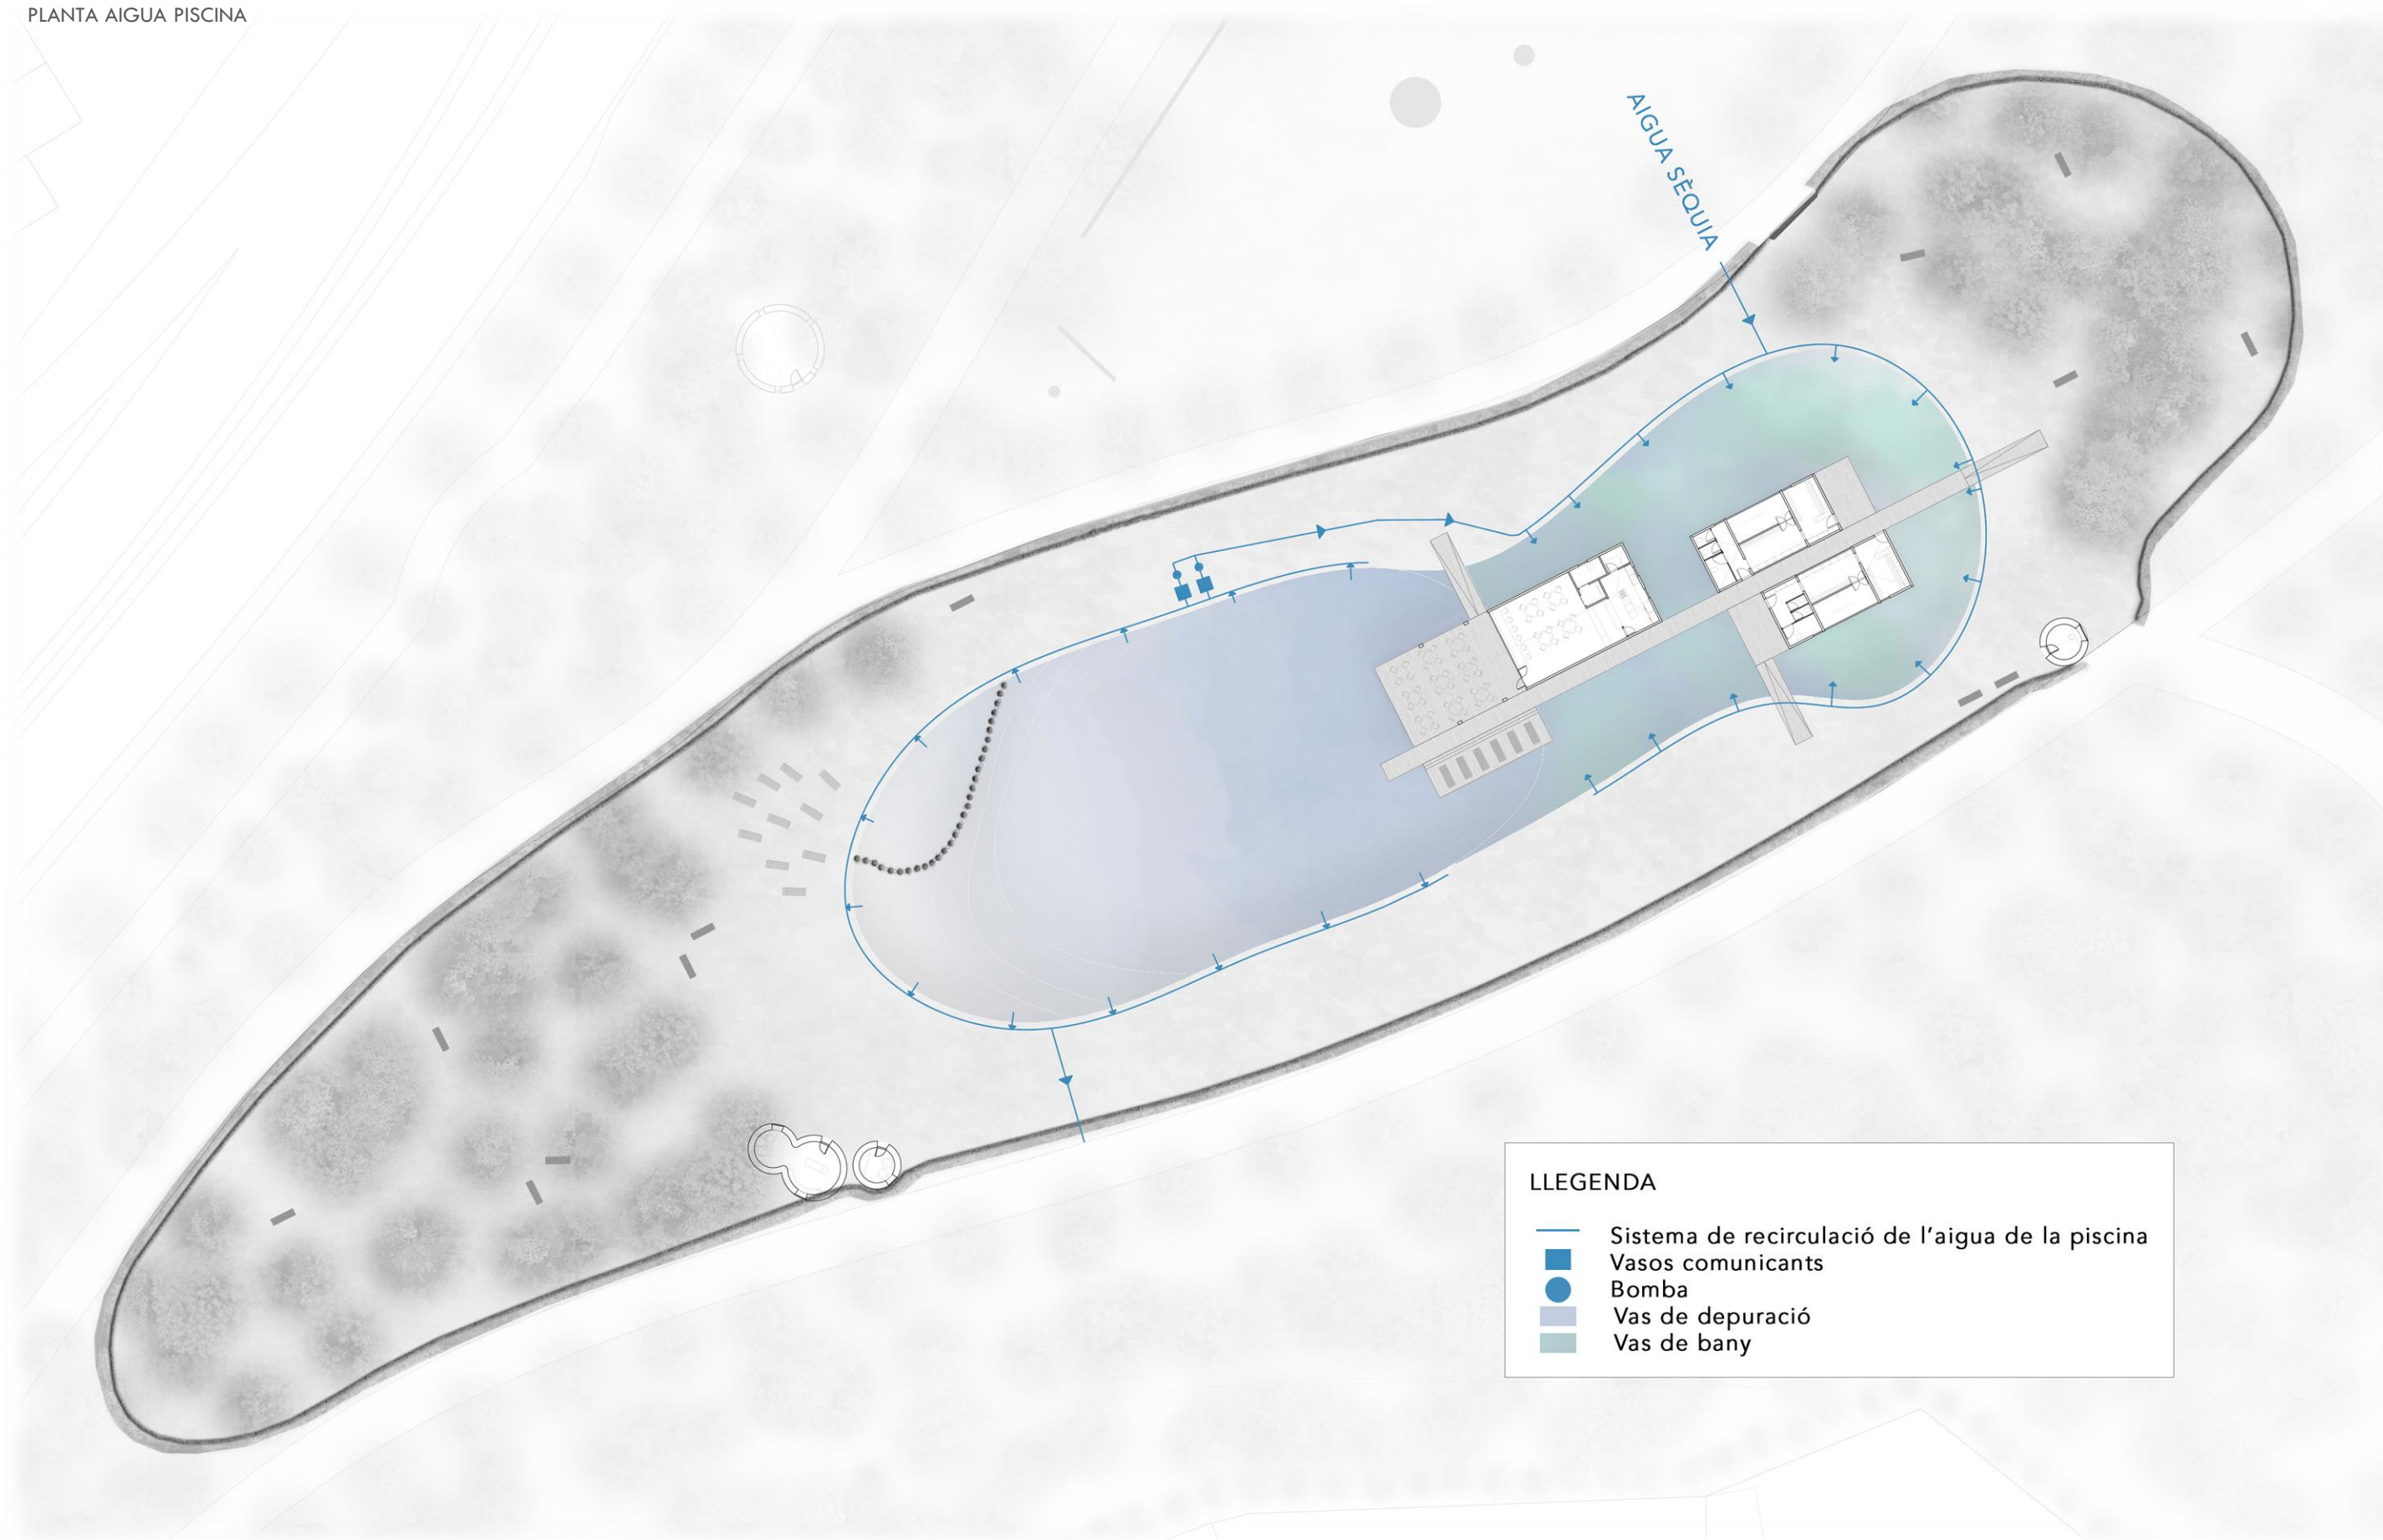 PLANTA AIGUA PISCINA
AIGUA SÈQUIA
LLEGENDA
Sistema de recirculació de l'aigua de la piscina
Vasos comunicants
Bomba
Vas de depuració
Vas de bany